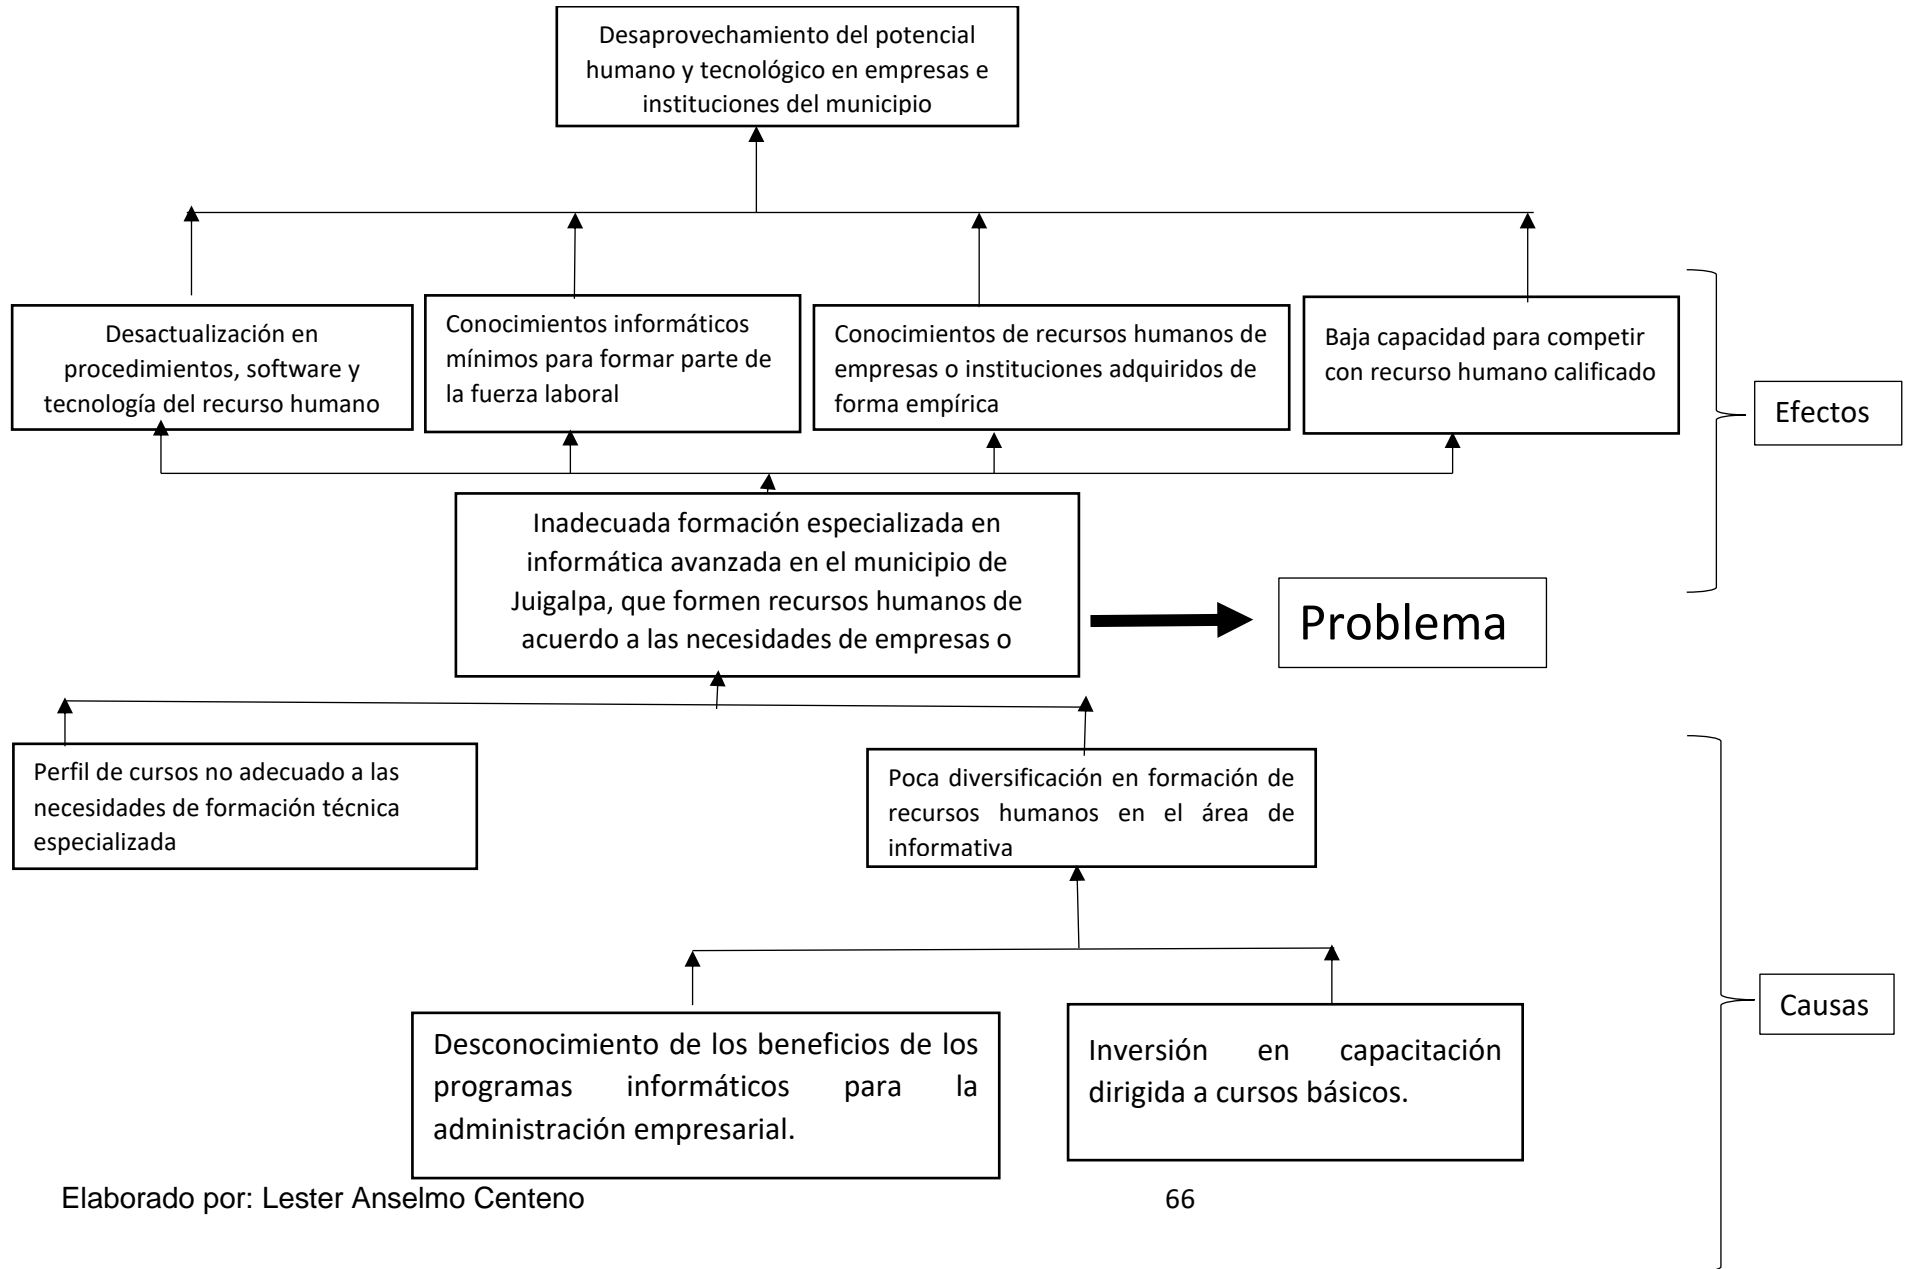 Desaprovechamiento del potencial
humano y tecnológico en empresas e
instituciones del municipio
Desactualización en
procedimientos, software y
tecnología del recurso humano
Conocimientos informáticos
mínimos para formar parte de
la fuerza laboral
Conocimientos de recursos humanos de
empresas o instituciones adquiridos de
forma empírica
Baja capacidad para competir
con recurso humano calificado
Efectos
Inadecuada formación especializada en
informática avanzada en el municipio de
Juigalpa, que formen recursos humanos de
acuerdo a las necesidades de empresas o
Problema
Perfil de cursos no adecuado a las
necesidades de formación técnica
especializada
Poca diversificación en formación de
recursos humanos en el área de
informativa
Causas
Desconocimiento de los beneficios de los
programas informáticos para la
administración empresarial.
Inversión en capacitación
dirigida a cursos básicos.
Elaborado por: Lester Anselmo Centeno
66